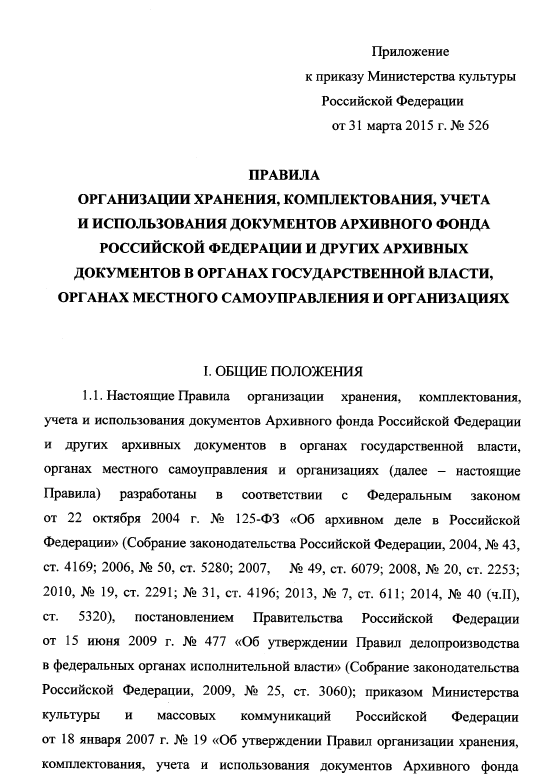 Приложение
к приказу Министерства культуры
Российской Федерации
от 31 марта 2015 г. № 526
ПРАВИЛА
ОРГАНИЗАЦИИ ХРАНЕНИЯ, КОМПЛЕКТОВАНИЯ, УЧЕТА
И ИСПОЛЬЗОВАНИЯ ДОКУМЕНТОВ АРХИВНОГО ФОНДА
РОССИЙСКОЙ ФЕДЕРАЦИИ И ДРУГИХ АРХИВНЫХ
ДОКУМЕНТОВ В ОРГАНАХ ГОСУДАРСТВЕННОЙ ВЛАСТИ,
ОРГАНАХ МЕСТНОГО САМОУПРАВЛЕНИЯ И ОРГАНИЗАЦИЯХ
I. ОБЩИЕ ПОЛОЖЕНИЯ
1.1. Настоящие Правила организации хранения, комплектования,
учета и использования документов Архивного фонда Российской Федерации
и других архивных документов в органах государственной власти,
органах местного самоуправления и организациях (далее – настоящие
Правила) разработаны в соответствии с Федеральным законом
от 22 октября 2004 г. № 125-ФЗ «Об архивном деле в Российской
Федерации» (Собрание законодательства Российской Федерации, 2004, № 43,
ст. 4169; 2006, № 50, ст. 5280; 2007, № 49, ст. 6079; 2008, № 20, ст. 2253;
2010, № 19, ст. 2291; № 31, ст. 4196; 2013, № 7, ст. 611; 2014, № 40 (ч.II),
ст. 5320), постановлением Правительства Российской Федерации
от 15 июня 2009 г. № 477 «Об утверждении Правил делопроизводства
в федеральных органах исполнительной власти» (Собрание законодательства
Российской Федерации, 2009, № 25, ст. 3060); приказом Министерства
культуры и массовых коммуникаций Российской Федерации
от 18 января 2007 г. № 19 «Об утверждении Правил организации хранения,
комплектования, учета и использования документов Архивного фонда